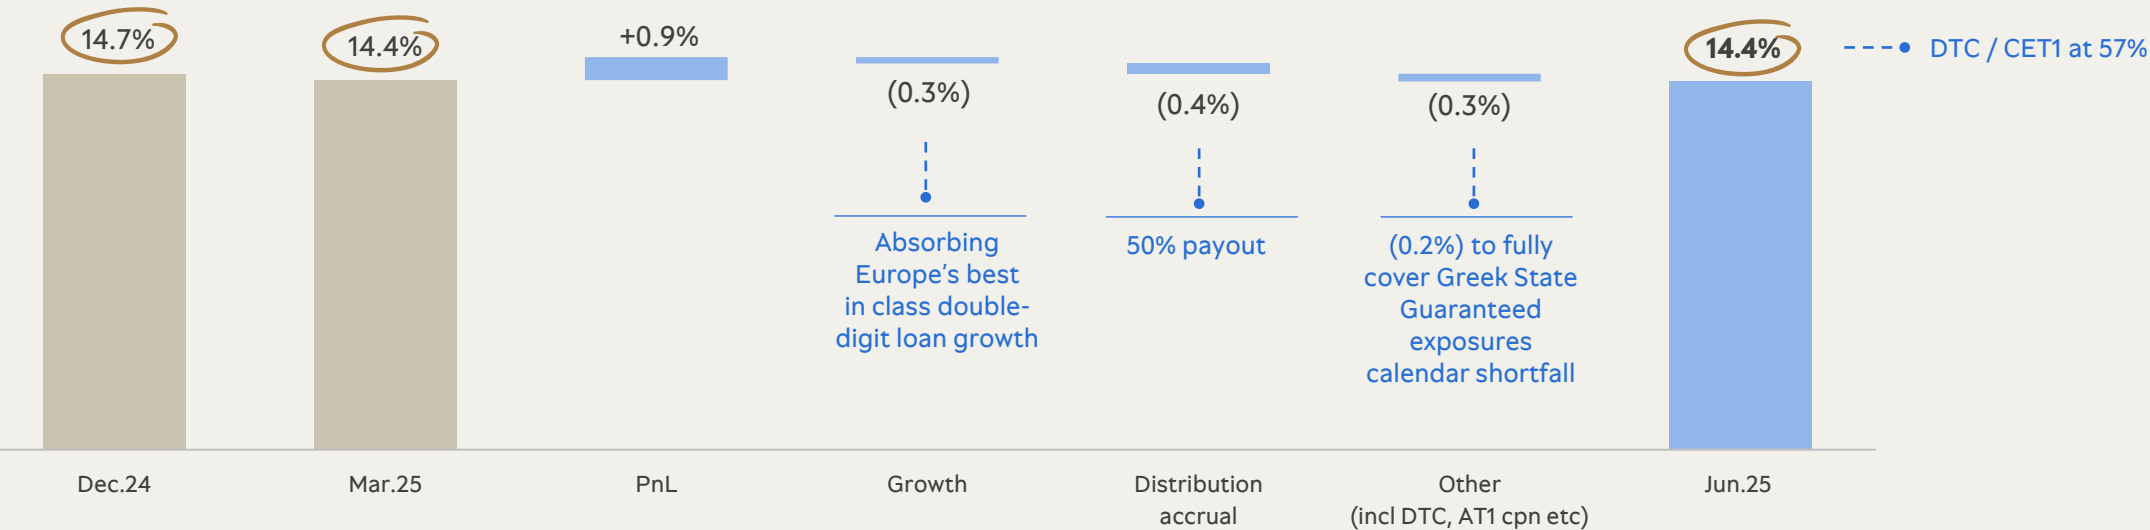 14.7%
14.4%
+0.9%
(0.3%)
(0.4%)
(0.3%)
14.4%
DTC / CET1 at 57%
Absorbing
Europe's best
in class double-
digit loan growth
50% payout
(0.2%) to fully
cover Greek State
Guaranteed
exposures
calendar shortfall
Dec.24
Mar.25
PnL
Growth
Distribution
accrual
Other
(incl DTC, AT1 cpn etc)
Jun.25